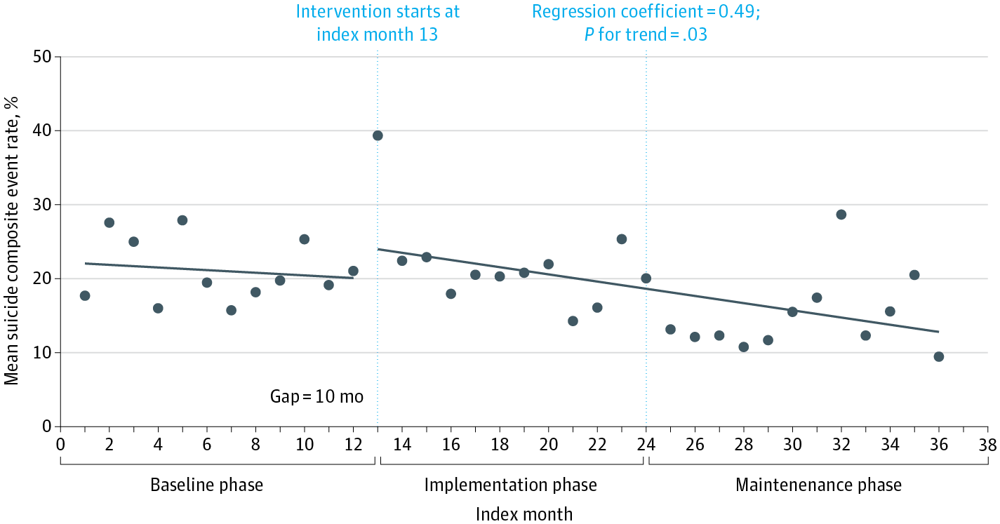 Intervention starts at
index month 13
Regression coefficient = 0.49;
P for trend = .03
Mean suicide composite event rate, %
50
40
30
20
10
0
Gap = 10 mo
0 2 4 6 8 10 12 14 16 18 20 22 24 26 28 30 32 34 36 38
Baseline phase
Implementation phase
Maintenenance phase
Index month